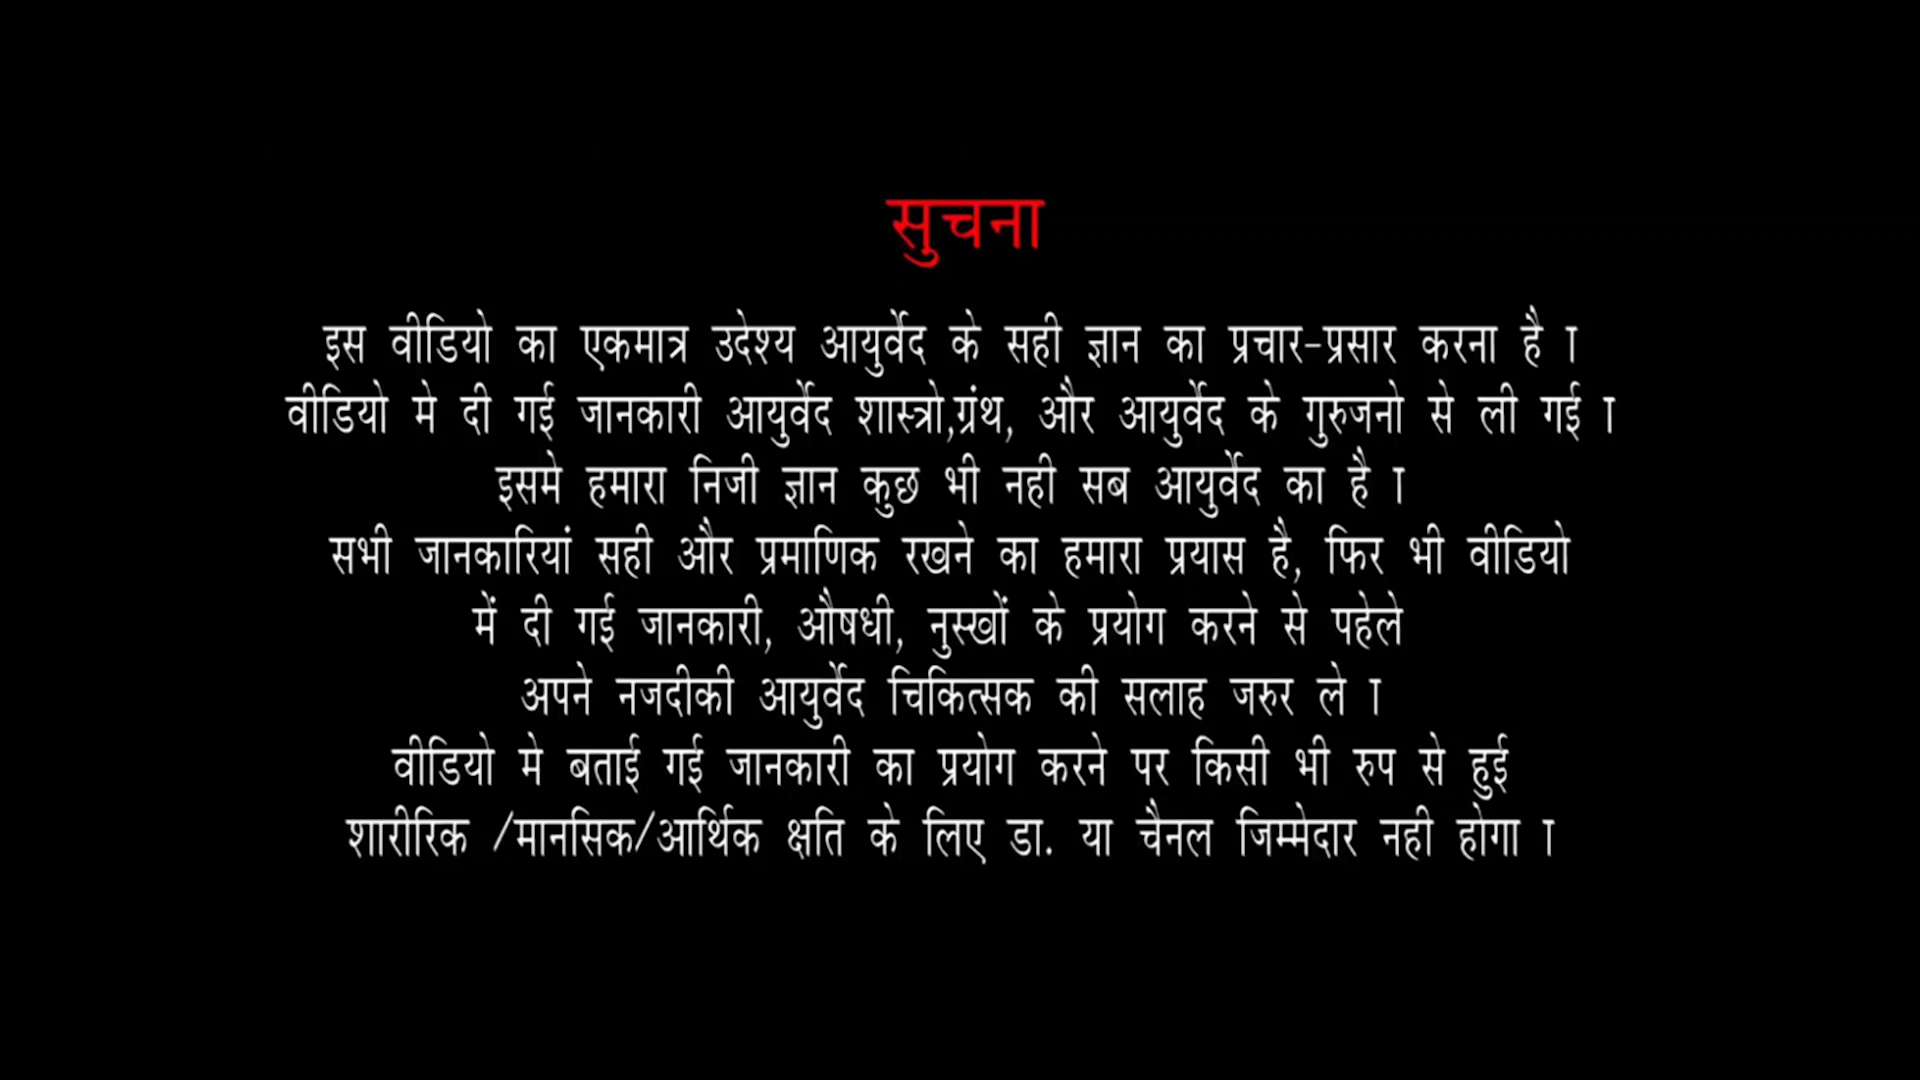 सुचना
इस वीडियो का एकमात्र उदेश्य आयुर्वेद के सही ज्ञान का प्रचार-प्रसार करना है ।
वीडियो मे दी गई जानकारी आयुर्वेद शास्त्रो,ग्रंथ, और आयुर्वेद के गुरुजनो से ली गई ।
इसमे हमारा निजी ज्ञान कुछ भी नही सब आयुर्वेद का है ।
सभी जानकारियां सही और प्रमाणिक रखने का हमारा प्रयास है, फिर भी वीडियो
में दी गई जानकारी, औषधी, नुस्खों के प्रयोग करने से पहेले
अपने नजदीकी आयुर्वेद चिकित्सक की सलाह जरुर ले ।
वीडियो मे बताई गई जानकारी का प्रयोग करने पर किसी भी रुप से हुई
शारीरिक /मानसिक/आर्थिक क्षति के लिए डा. या चैनल जिम्मेदार नही होगा ।